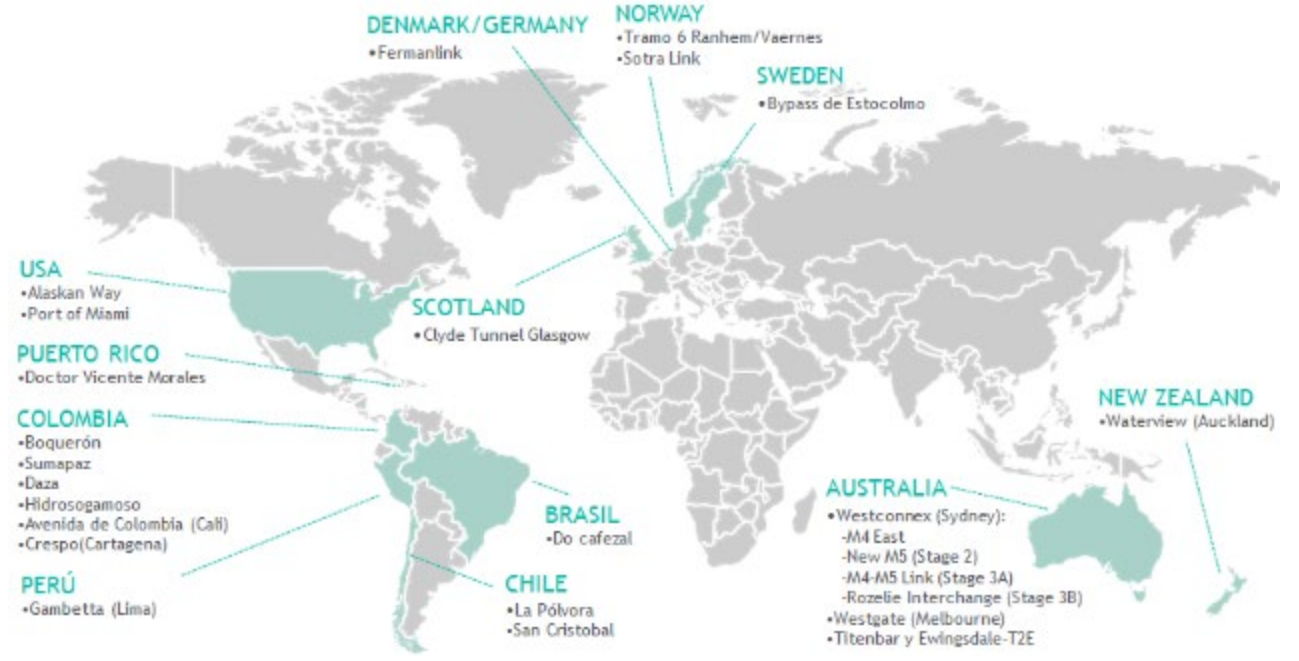 DENMARK/GERMANY
•Fermanlink
NORWAY
•Tramo 6 Ranhem/Vaernes
•Sotra Link
SWEDEN
•Bypass de Estocolmo
USA
•Alaskan Way
•Port of Miami
SCOTLAND
•Clyde Tunnel Glasgow
PUERTO RICO
•Doctor Vicente Morales
COLOMBIA
•Boquerón
•Sumapaz
•Daza
•Hidrosogamoso
•Avenida de Colombia (Cali)
•Crespo(Cartagena)
PERÚ
•Gambetta (Lima)
BRASIL
•Do cafezal
CHILE
•La Pólvora
•San Cristobal
NEW ZEALAND
•Waterview (Auckland)
AUSTRALIA
•Westconnex (Sydney):
-M4 East
-New M5 (Stage 2)
-M4-M5 Link (Stage 3A)
-Rozelie Interchange (Stage 3B)
•Westgate (Melbourne)
•Titenbar y Ewingsdale-T2E